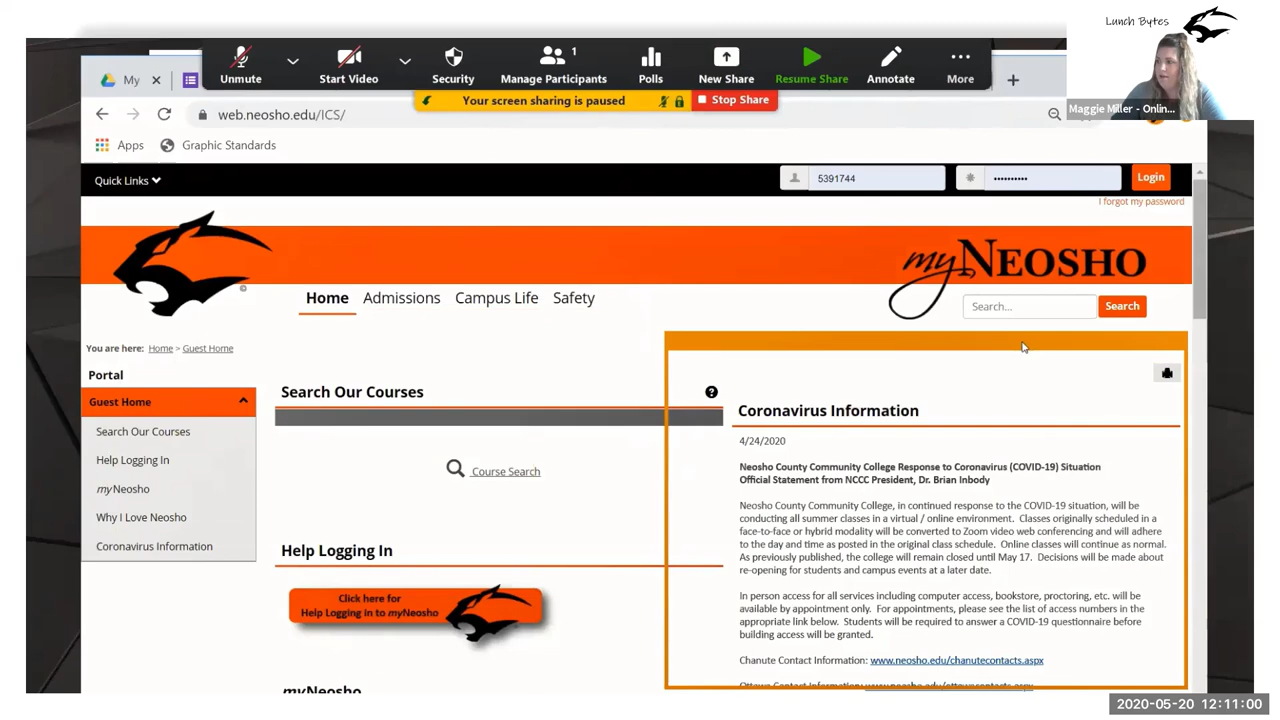 Lunch Bytes
Unmute
Start Video
Security
Manage Participants
1
Polls
New Share
Resume Share
Annotate
More
Your screen sharing is paused
Stop Share
Maggie Miller - Onlin...
My
web.neosho.edu/ICS/
Apps
Graphic Standards
Quick Links
5391744
••••••••••
Login
I forgot my password
myNEOSHO
Home
Admissions
Campus Life
Safety
Search...
Search
You are here: Home > Guest Home
Portal
Guest Home
Search Our Courses
Help Logging In
myNeosho
Why I Love Neosho
Coronavirus Information
Search Our Courses
Course Search
Help Logging In
Click here for
Help Logging in to myNeosho
myNeosho
Coronavirus Information
4/24/2020
Neosho County Community College Response to Coronavirus (COVID-19) Situation
Official Statement from NCCC President, Dr. Brian Inbody
Neosho County Community College, in continued response to the COVID-19 situation, will be
conducting all summer classes in a virtual / online environment. Classes originally scheduled in a
face-to-face or hybrid modality will be converted to Zoom video web conferencing and will adhere
to the day and time as posted in the original class schedule. Online classes will continue as normal.
As previously published, the college will remain closed until May 17. Decisions will be made about
re-opening for students and campus events at a later date.
In person access for all services including computer access, bookstore, proctoring, etc. will be
available by appointment only. For appointments, please see the list of access numbers in the
appropriate link below. Students will be required to answer a COVID-19 questionnaire before
building access will be granted.
Chanute Contact Information: www.neosho.edu/chanutecontacts.aspx
Ottawa Contact Information: www.neosho.edu/ottawacontacts.aspx
2020-05-20 12:11:00